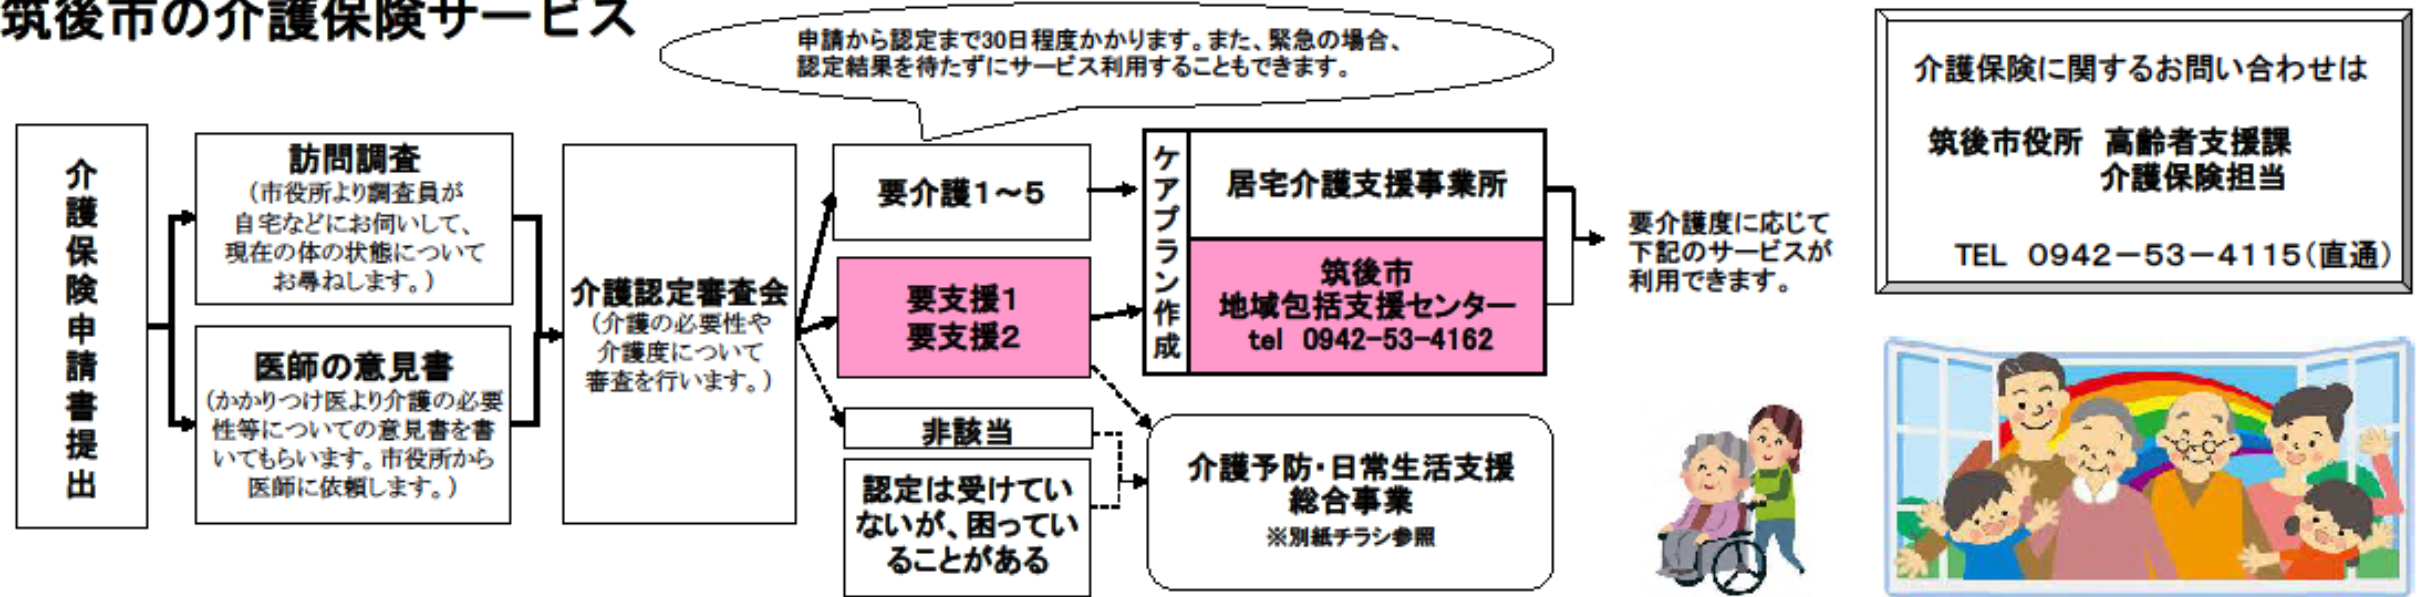 筑後市の介護保険サービス
申請から認定まで30日程度かかります。また、緊急の場合、
認定結果を待たずにサービス利用することもできます。
介護保険申請書提出
訪問調査
(市役所より調査員が
自宅などにお伺いして、
現在の体の状態について
お尋ねします。)
医師の意見書
(かかりつけ医より介護の必要
性等についての意見書を書
いてもらいます。市役所から
医師に依頼します。)
介護認定審査会
(介護の必要性や
介護度について
審査を行います。)
要介護1~5
要支援1
要支援2
非該当
認定は受けてい
ないが、困ってい
ることがある
ケアプラン作成
居宅介護支援事業所
筑後市
地域包括支援センター
tel 0942-53-4162
介護予防・日常生活支援
総合事業
※別紙チラシ参照
要介護度に応じて
下記のサービスが
利用できます。
介護保険に関するお問い合わせは
筑後市役所 高齢者支援課
介護保険担当
TEL 0942-53-4115(直通)